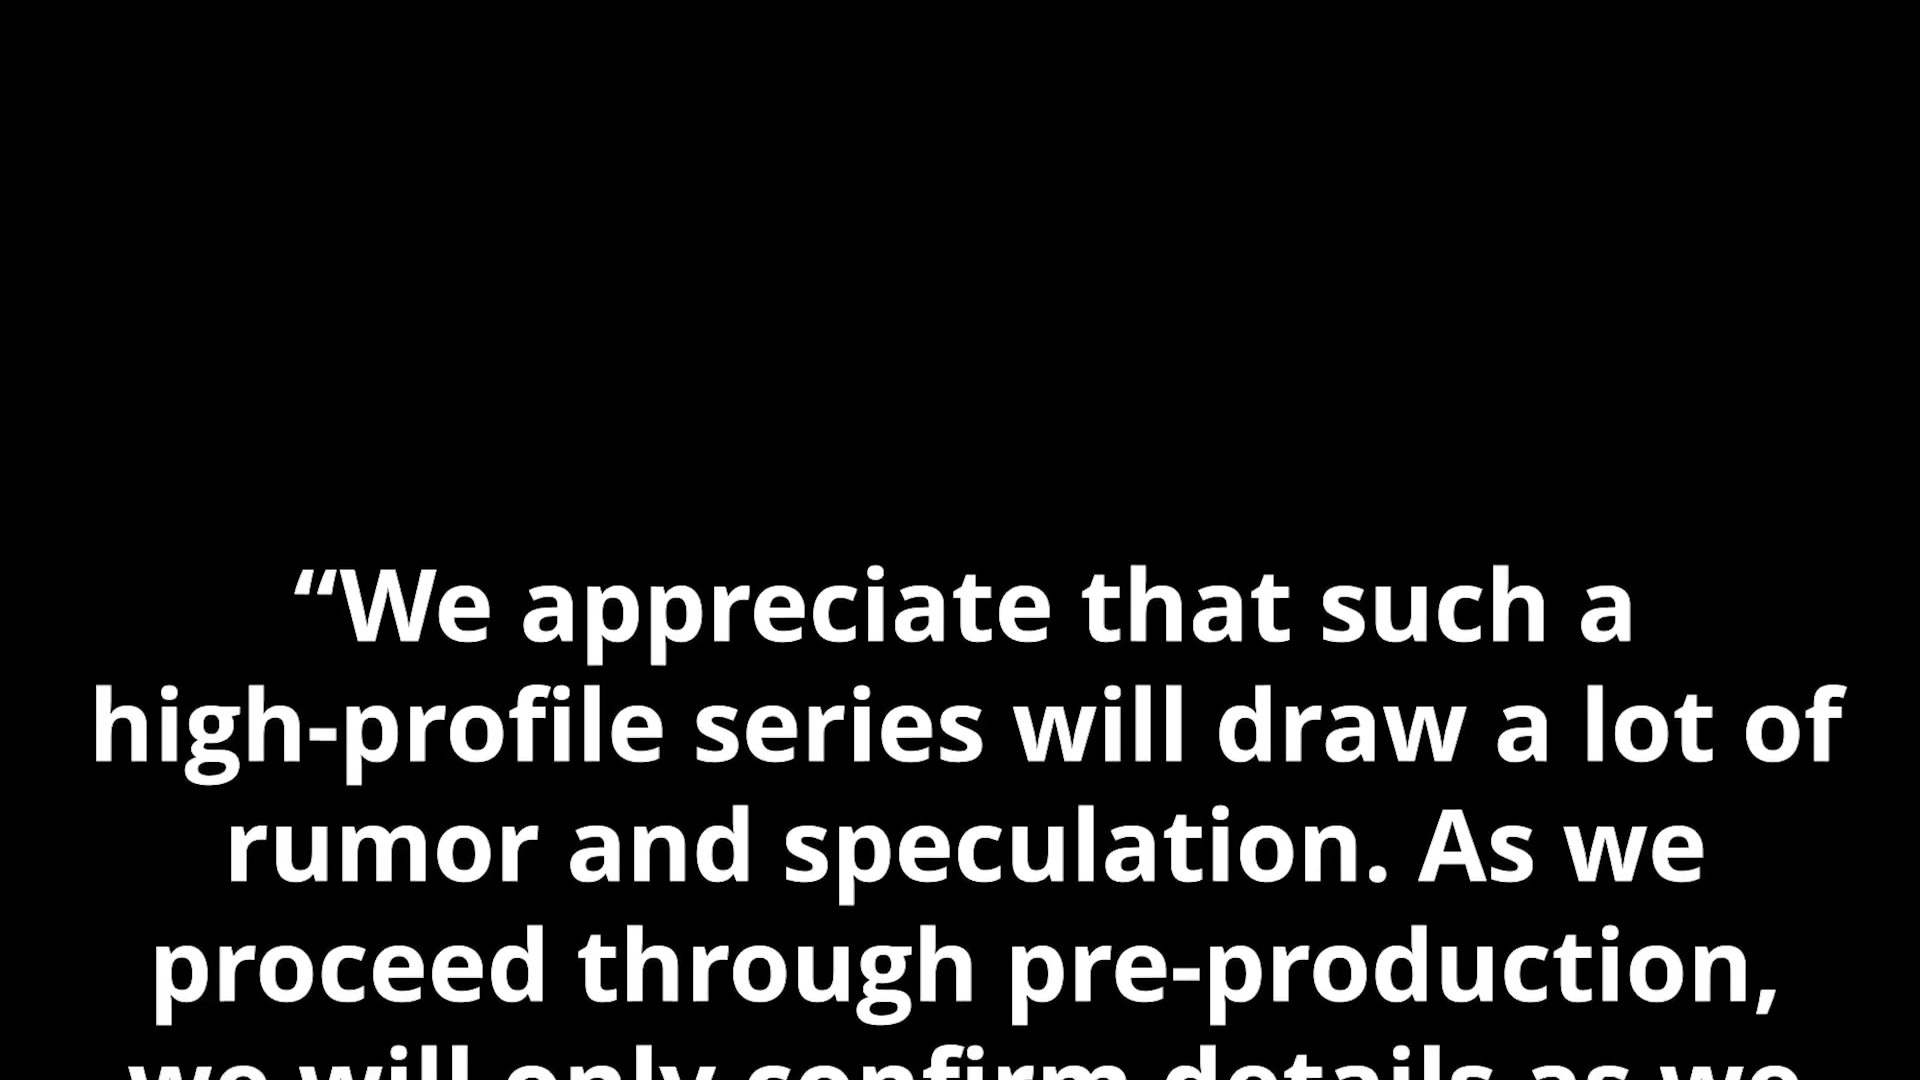 “We appreciate that such a
high-profile series will draw a lot of
rumor and speculation. As we
proceed through pre-production,
we will only confirm details as we